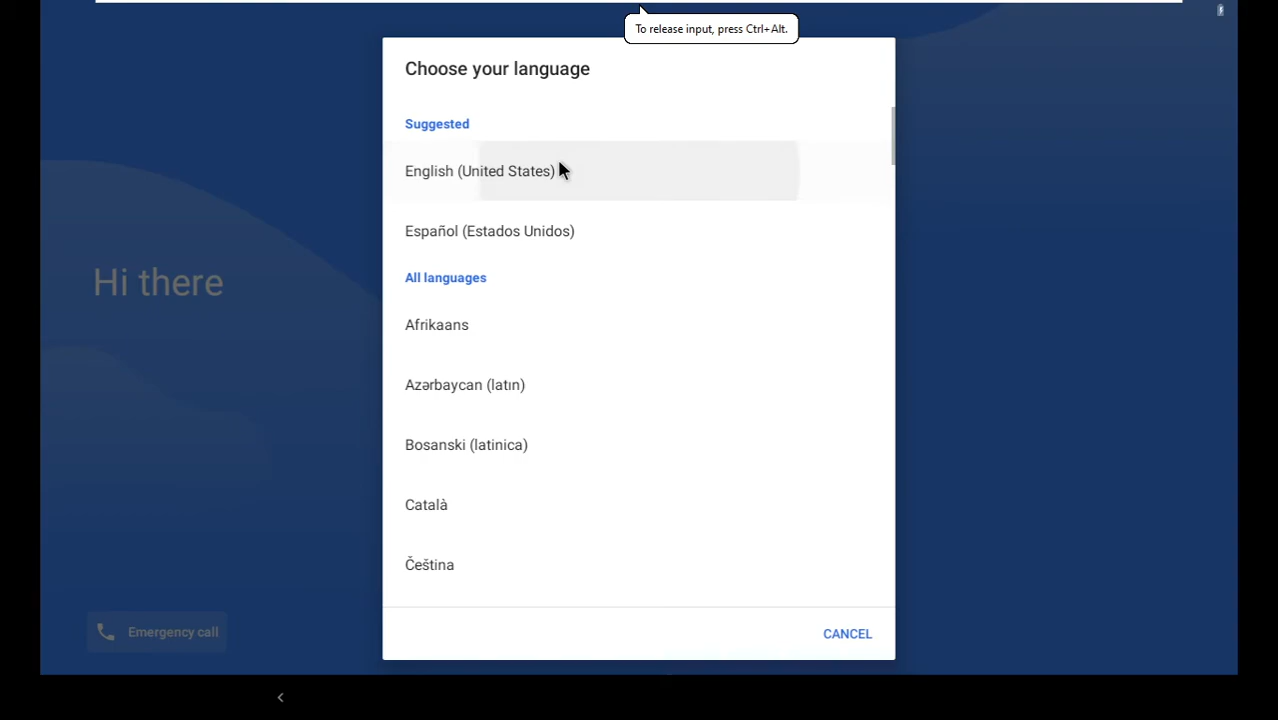 To release input, press Ctrl+Alt.
Choose your language
Suggested
English (United States)
Español (Estados Unidos)
All languages
Hi there
Afrikaans
Azərbaycan (latın)
Bosanski (latinica)
Català
Čeština
Emergency call
CANCEL